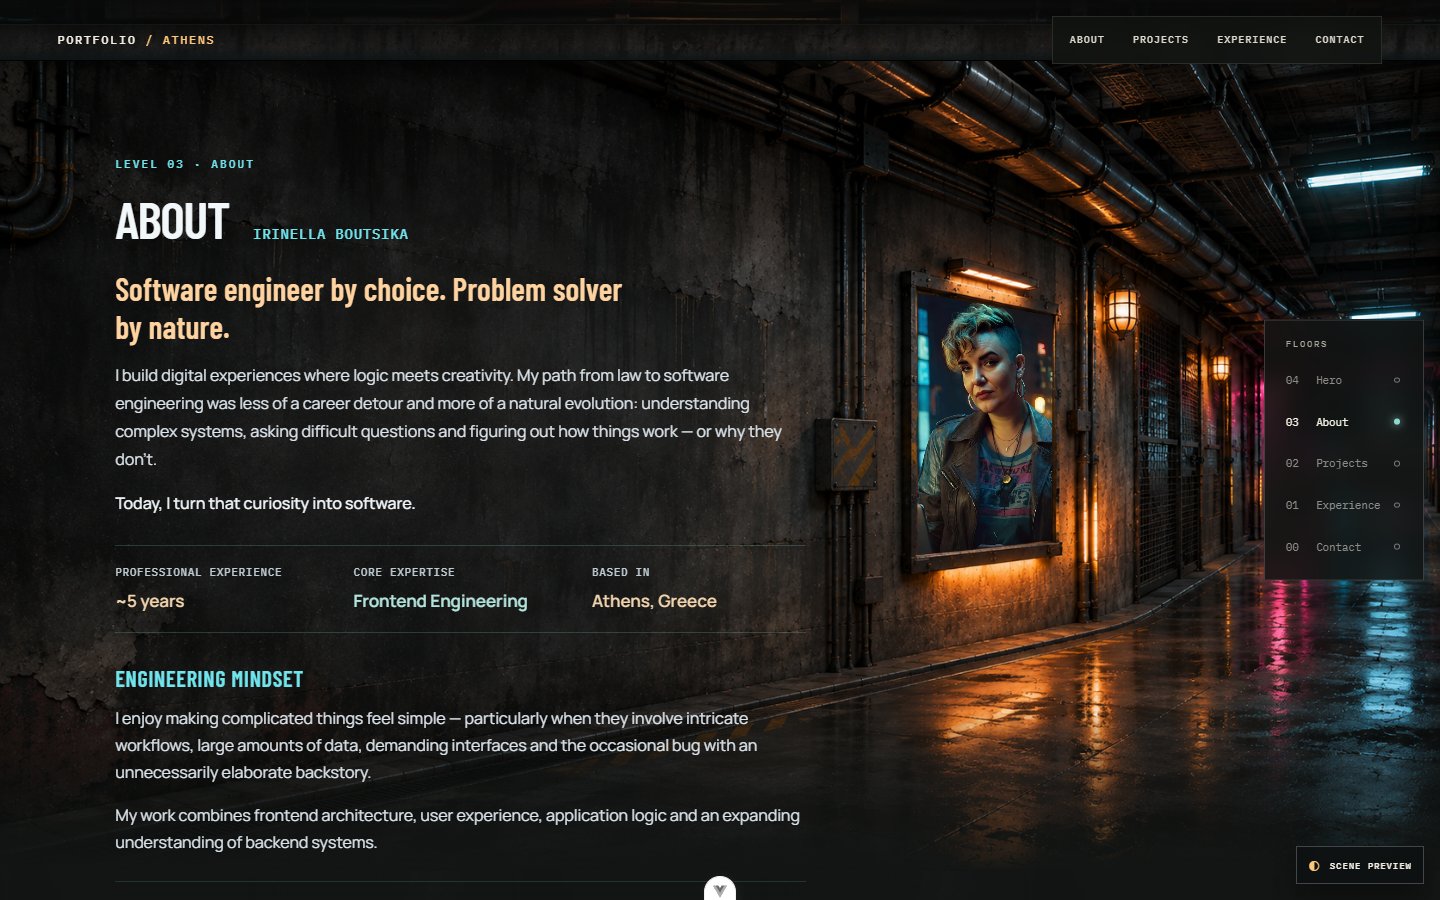 PORTFOLIO / ATHENS
ABOUT PROJECTS EXPERIENCE CONTACT
LEVEL 03 · ABOUT
ABOUT IRINELLA BOUTSIKA
Software engineer by choice. Problem solver
by nature.
I build digital experiences where logic meets creativity. My path from law to software
engineering was less of a career detour and more of a natural evolution: understanding
complex systems, asking difficult questions and figuring out how things work — or why they
don't.
Today, I turn that curiosity into software.
PROFESSIONAL EXPERIENCE
~5 years
CORE EXPERTISE
Frontend Engineering
BASED IN
Athens, Greece
ENGINEERING MINDSET
I enjoy making complicated things feel simple — particularly when they involve intricate
workflows, large amounts of data, demanding interfaces and the occasional bug with an
unnecessarily elaborate backstory.
My work combines frontend architecture, user experience, application logic and an expanding
understanding of backend systems.
FLOORS
04 Hero
03 About
02 Projects
01 Experience
00 Contact
SCENE PREVIEW